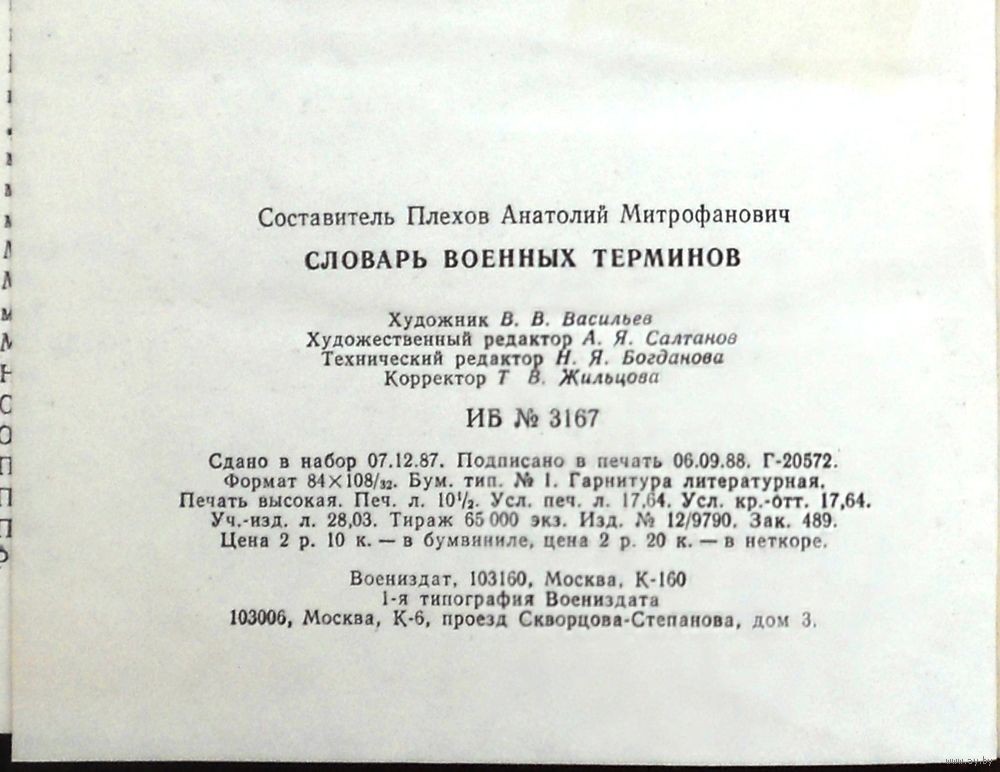 Составитель Плехов Анатолий Митрофанович
СЛОВАРЬ ВОЕННЫХ ТЕРМИНОВ
Художник В. В. Васильев
Художественный редактор А. Я. Салтанов
Технический редактор Н. Я. Богданова
Корректор Т В. Жильцова
ИБ № 3167
Сдано в набор 07.12.87. Подписано в печать 06.09.88. Г-20572.
Формат 84×108/₃₂. Бум. тип. № 1. Гарнитура литературная.
Печать высокая. Печ. л. 10¹/₂. Усл. печ. л. 17,64. Усл. кр.-отт. 17,64.
Уч.-изд. л. 28,03. Тираж 65 000 экз. Изд. № 12/9790. Зак. 489.
Цена 2 р. 10 к. — в бумвиниле, цена 2 р. 20 к. — в неткоре.
Воениздат, 103160, Москва, К-160
1-я типография Воениздата
103006, Москва, К-6, проезд Скворцова-Степанова, дом 3.
www.ay.by